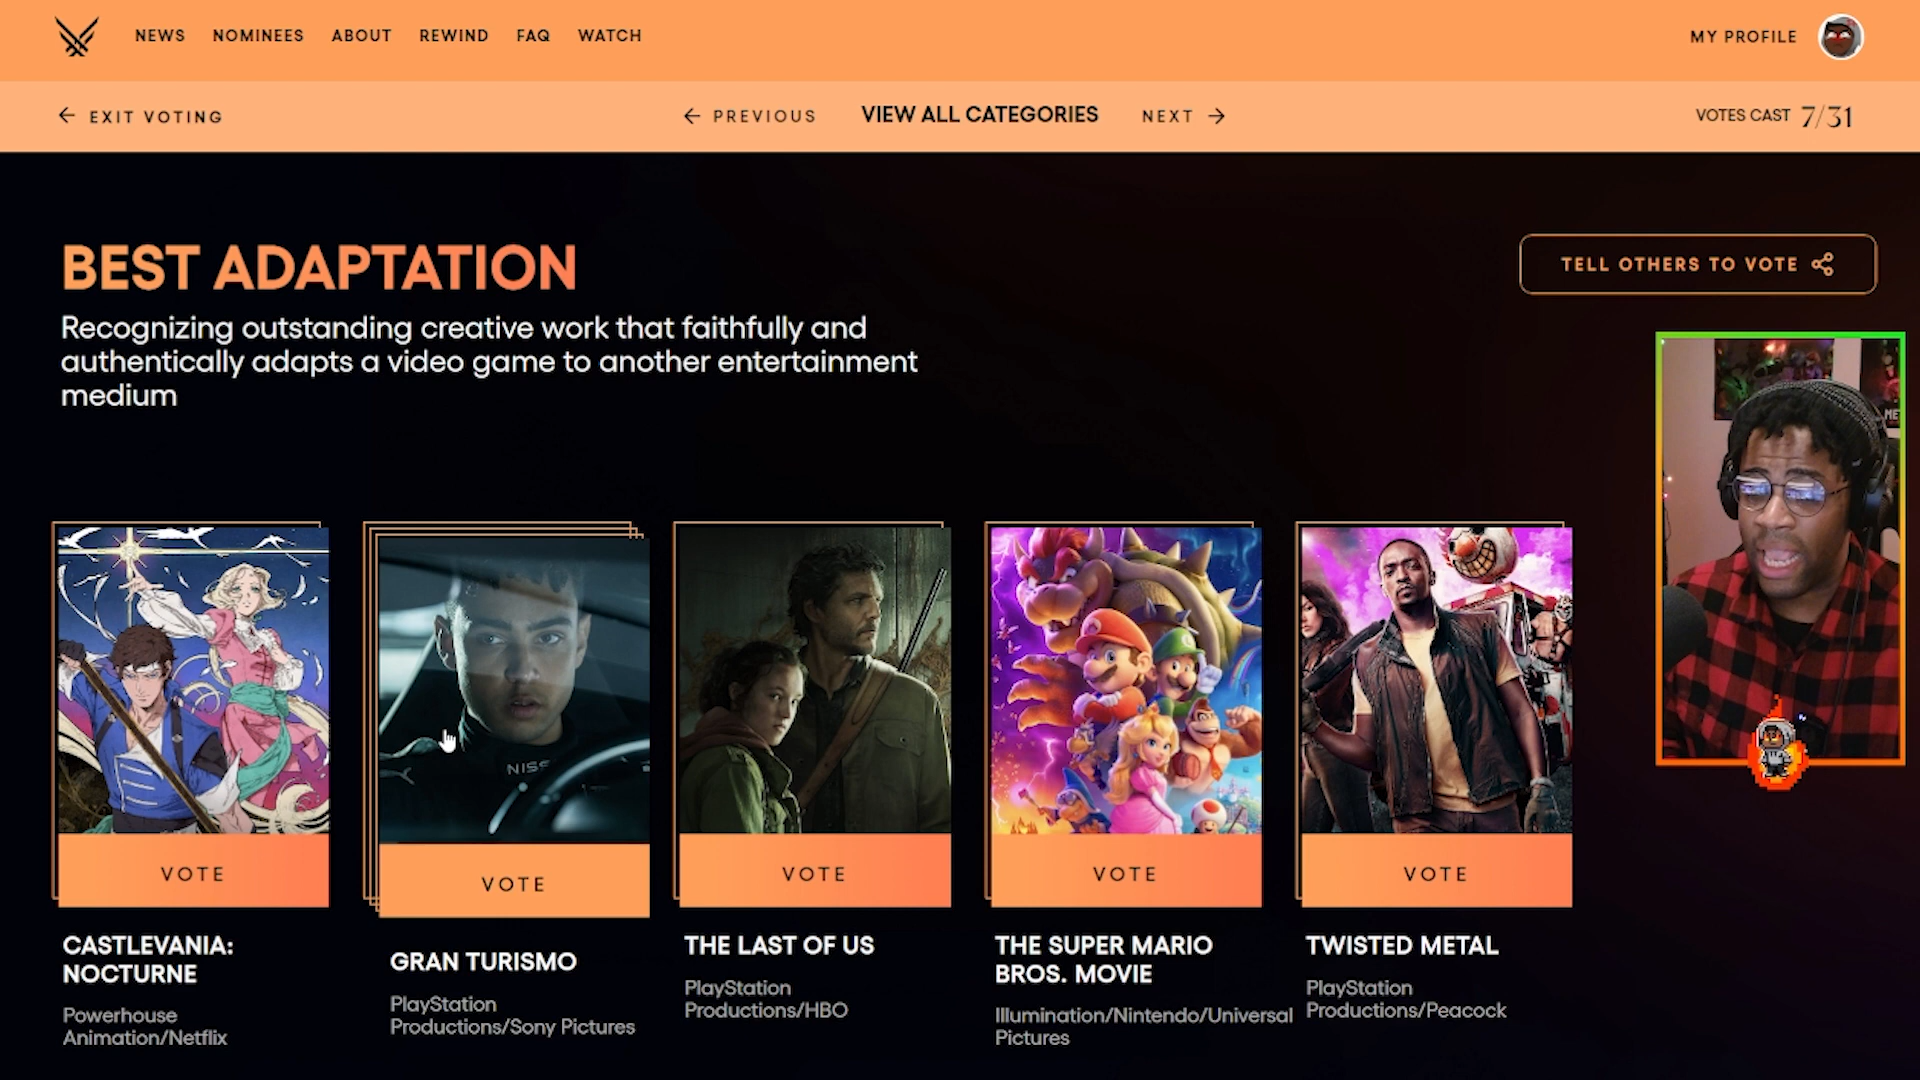 NEWS NOMINEES ABOUT REWIND FAQ WATCH
MY PROFILE
← EXIT VOTING
← PREVIOUS VIEW ALL CATEGORIES NEXT →
VOTES CAST 7/31
BEST ADAPTATION
TELL OTHERS TO VOTE
Recognizing outstanding creative work that faithfully and
authentically adapts a video game to another entertainment
medium
ME
NISS
VOTE
VOTE
VOTE
VOTE
VOTE
CASTLEVANIA:
NOCTURNE
Powerhouse
Animation/Netflix
GRAN TURISMO
PlayStation
Productions/Sony Pictures
THE LAST OF US
PlayStation
Productions/HBO
THE SUPER MARIO
BROS. MOVIE
Illumination/Nintendo/Universal
Pictures
TWISTED METAL
PlayStation
Productions/Peacock